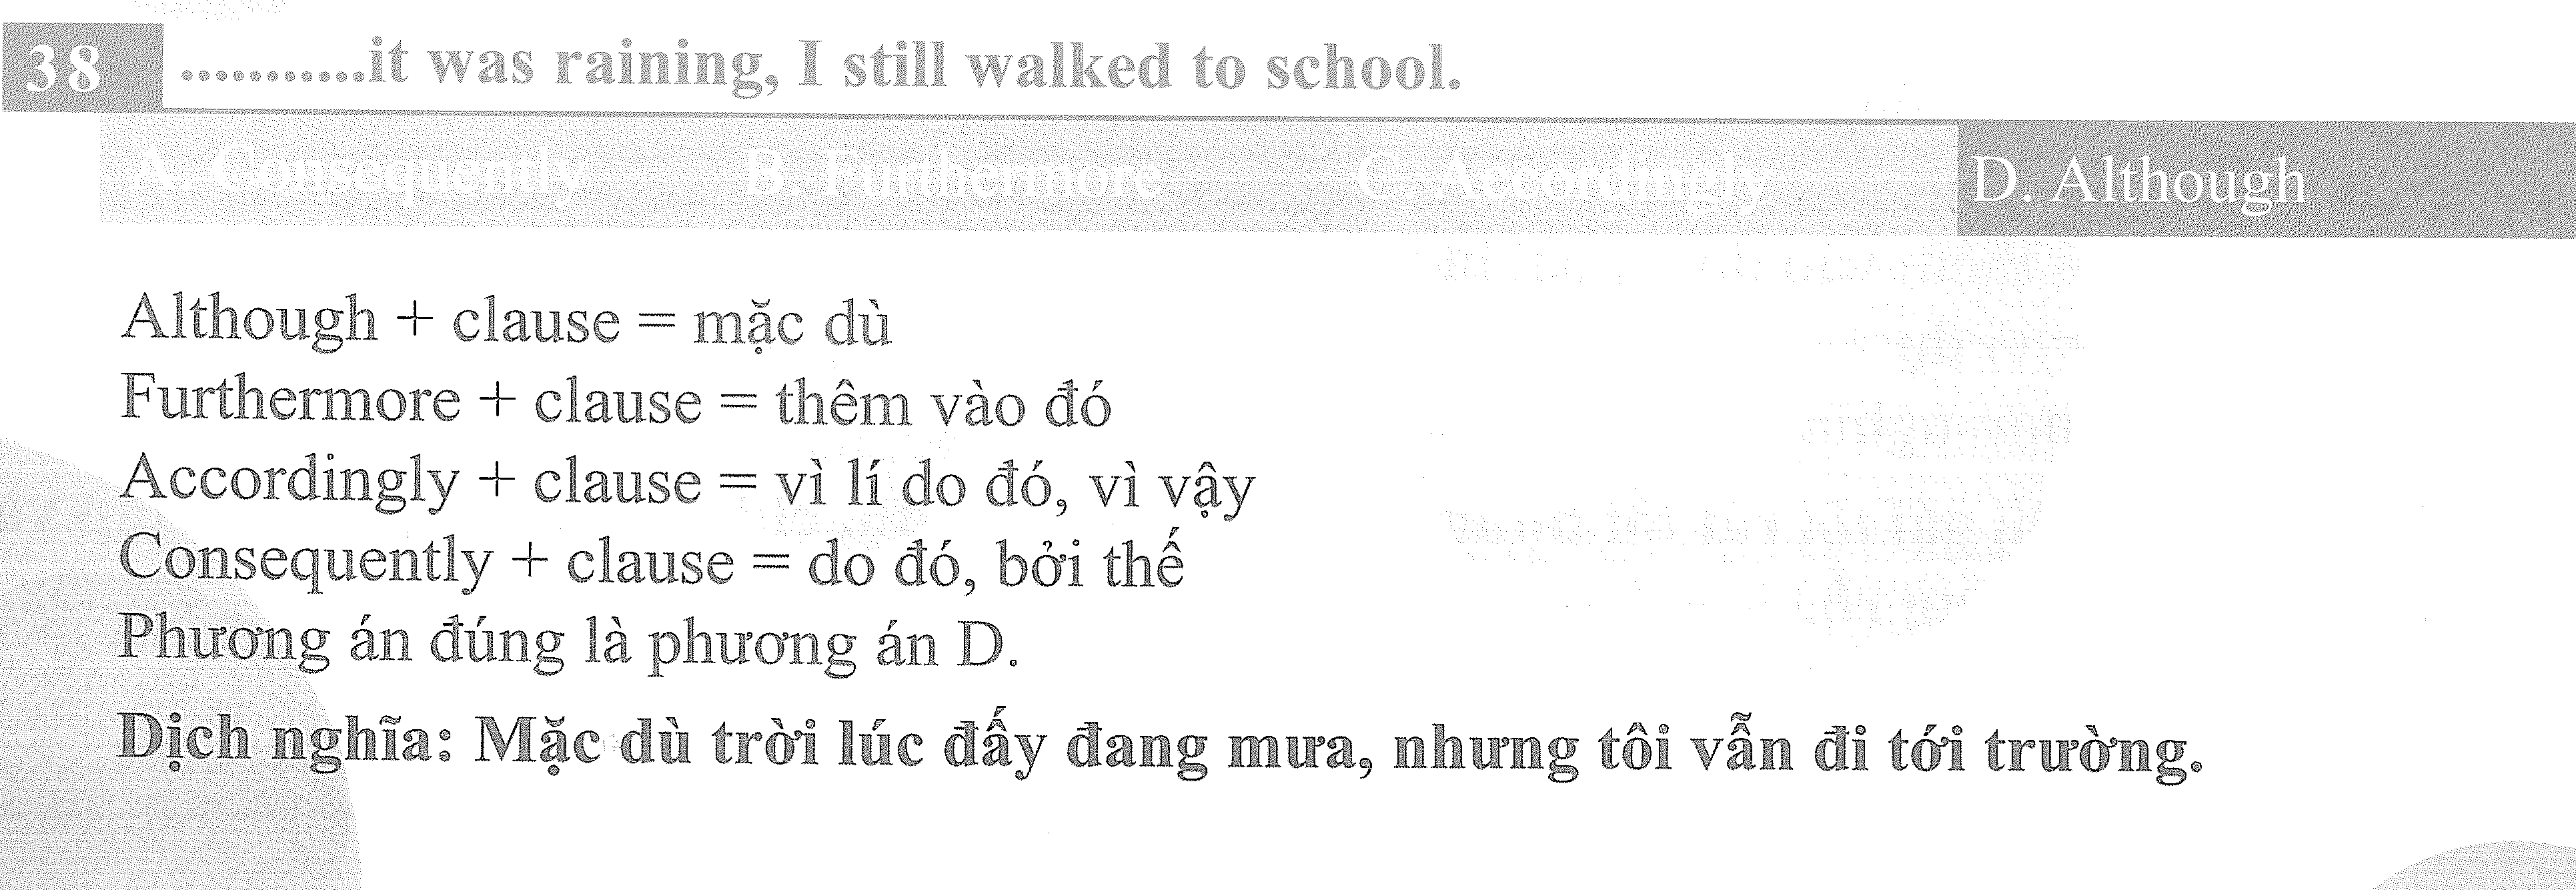 38 ...........it was raining, I still walked to school.
A. Consequently B. Furthermore C. Accordingly D. Although
Although + clause = mặc dù
Furthermore + clause = thêm vào đó
Accordingly + clause = vì lí do đó, vì vậy
Consequently + clause = do đó, bởi thế
Phương án đúng là phương án D.
Dịch nghĩa: Mặc dù trời lúc đấy đang mưa, nhưng tôi vẫn đi tới trường.